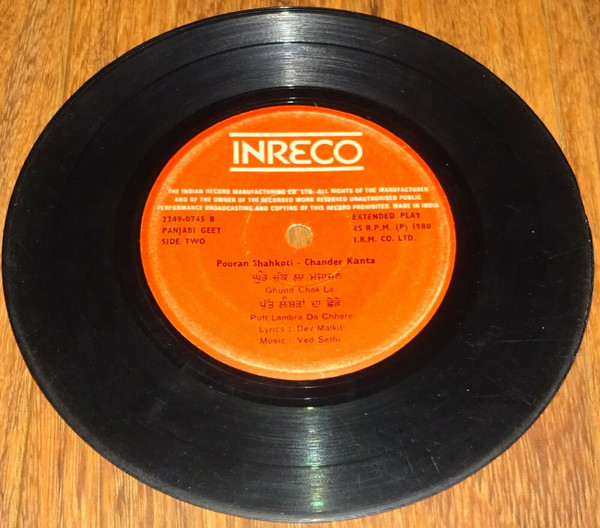 INRECO
THE INDIAN RECORD MANUFACTURING CO. LTD. ALL RIGHTS OF THE MANUFACTURER
AND OF THE OWNER OF THE RECORDED WORK RESERVED UNAUTHORISED PUBLIC
PERFORMANCE BROADCASTING AND COPYING OF THIS RECORD PROHIBITED. MADE IN INDIA
2249-0745 B
PANJABI GEET
SIDE TWO
EXTENDED PLAY
45 R.P.M. (P) 1980
I.R.M. CO. LTD.
Pooran Shahkoti - Chander Kanta
ਚੱਕ ਲਾ
Ghund Chak La
ਪੱਤ ਲੰਬੜਾਂ ਦਾ ਛੇੜੇ
Putt Lambra Da Chhere
Lyrics : Dev Malkit
Music : Ved Sethi